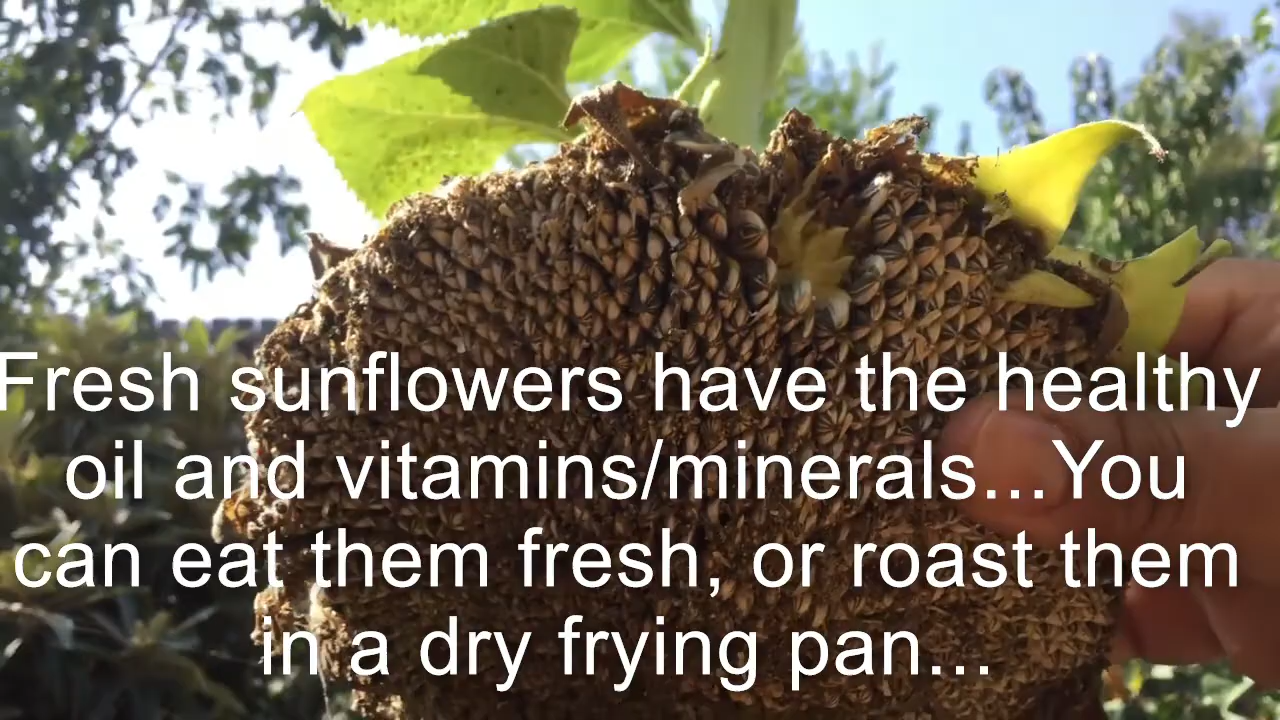 Fresh sunflowers have the healthy
oil and vitamins/minerals...You
can eat them fresh, or roast them
in a dry frying pan...